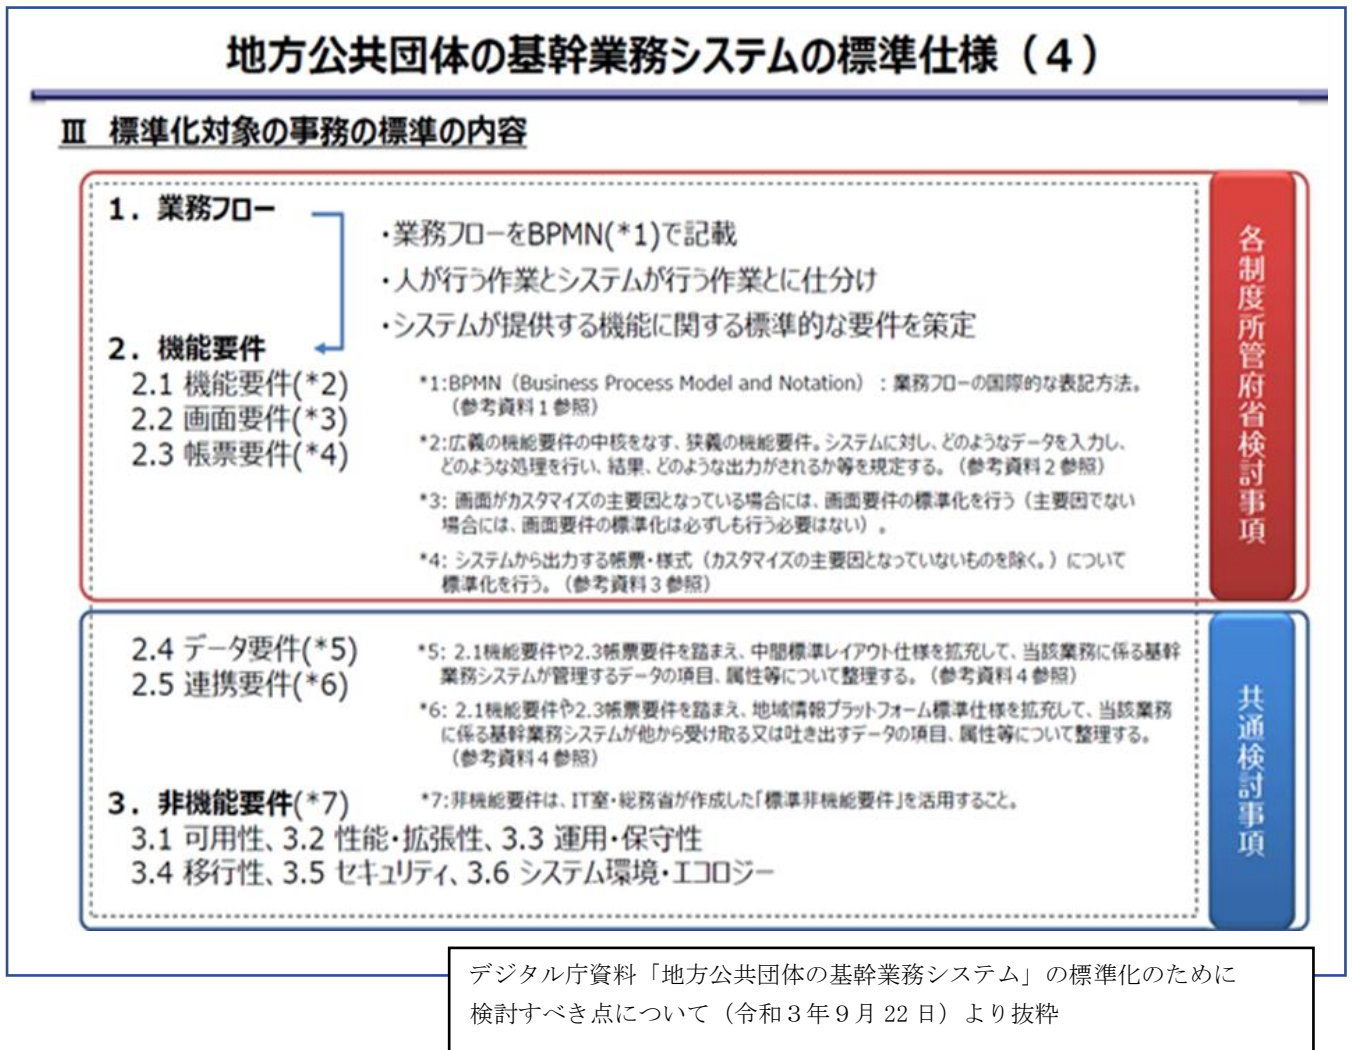 地方公共団体の基幹業務システムの標準仕様（４）
Ⅲ 標準化対象の事務の標準の内容
1．業務フロー
・業務フローをBPMN(*1)で記載
・人が行う作業とシステムが行う作業とに仕分け
・システムが提供する機能に関する標準的な要件を策定
2．機能要件
2.1 機能要件(*2)
2.2 画面要件(*3)
2.3 帳票要件(*4)
*1:BPMN（Business Process Model and Notation）：業務フローの国際的な表記方法。
（参考資料１参照）
*2:広義の機能要件の中核をなす、狭義の機能要件。システムに対し、どのようなデータを入力し、
どのような処理を行い、結果、どのような出力がされるか等を規定する。（参考資料２参照）
*3: 画面がカスタマイズの主要因となっている場合には、画面要件の標準化を行う（主要因でない
場合には、画面要件の標準化は必ずしも行う必要はない）。
*4: システムから出力する帳票・様式（カスタマイズの主要因となっていないものを除く。）について
標準化を行う。（参考資料３参照）
各制度所管府省検討事項
2.4 データ要件(*5)
2.5 連携要件(*6)
*5: 2.1機能要件や2.3帳票要件を踏まえ、中間標準レイアウト仕様を拡充して、当該業務に係る基幹
業務システムが管理するデータの項目、属性等について整理する。（参考資料４参照）
*6: 2.1機能要件や2.3帳票要件を踏まえ、地域情報プラットフォーム標準仕様を拡充して、当該業務
に係る基幹業務システムが他から受け取る又は吐き出すデータの項目、属性等について整理する。
（参考資料４参照）
3．非機能要件(*7)
*7:非機能要件は、IT室・総務省が作成した「標準非機能要件」を活用すること。
3.1 可用性、3.2 性能・拡張性、3.3 運用・保守性
3.4 移行性、3.5 セキュリティ、3.6 システム環境・エコロジー
共通検討事項
デジタル庁資料「地方公共団体の基幹業務システム」の標準化のために
検討すべき点について（令和３年９月 22 日）より抜粋